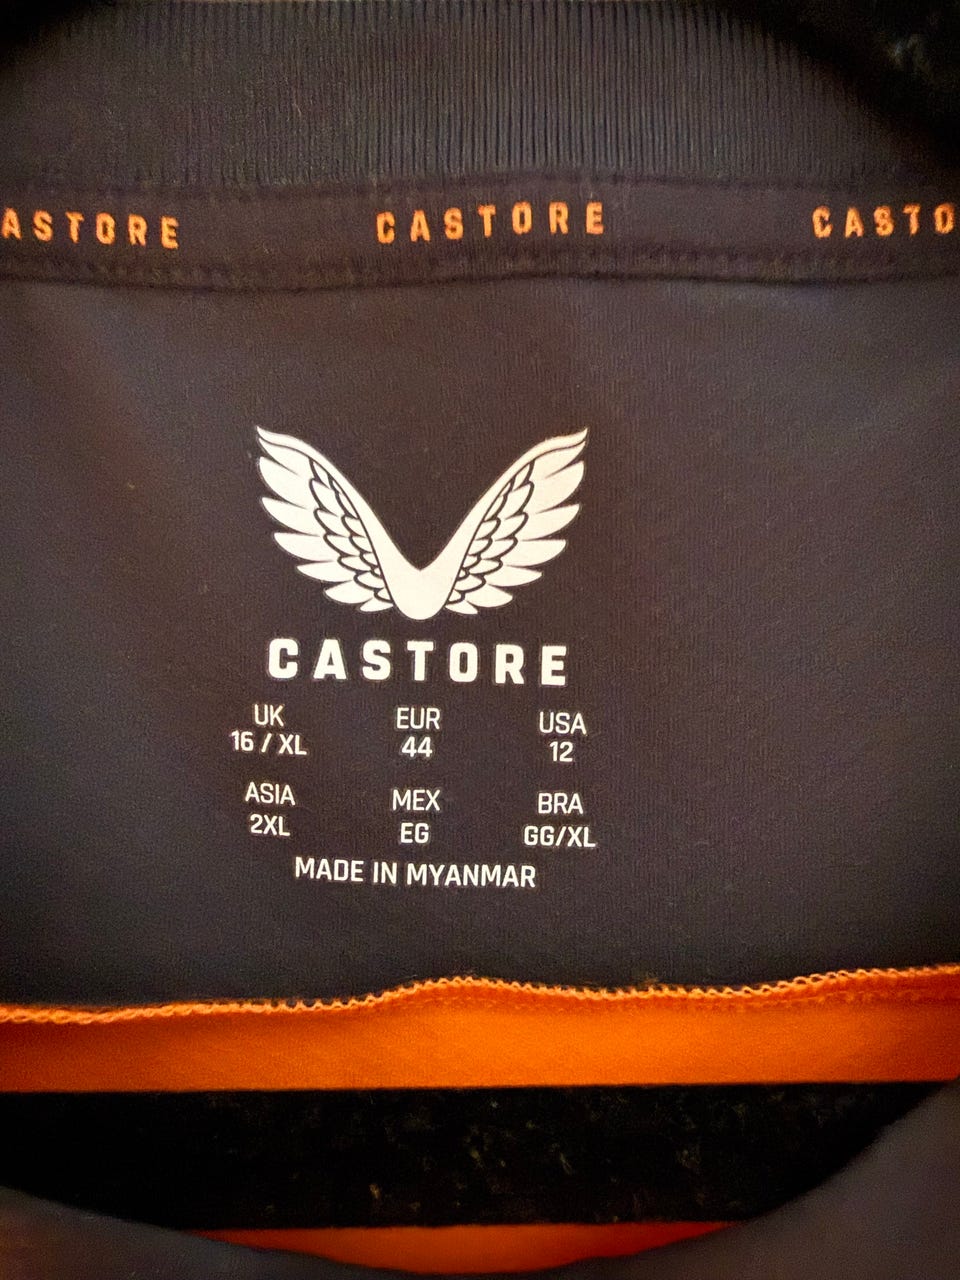 ASTORE CASTORE CASTO
CASTORE
UK EUR USA
16 / XL 44 12
ASIA MEX BRA
2XL EG GG/XL
MADE IN MYANMAR